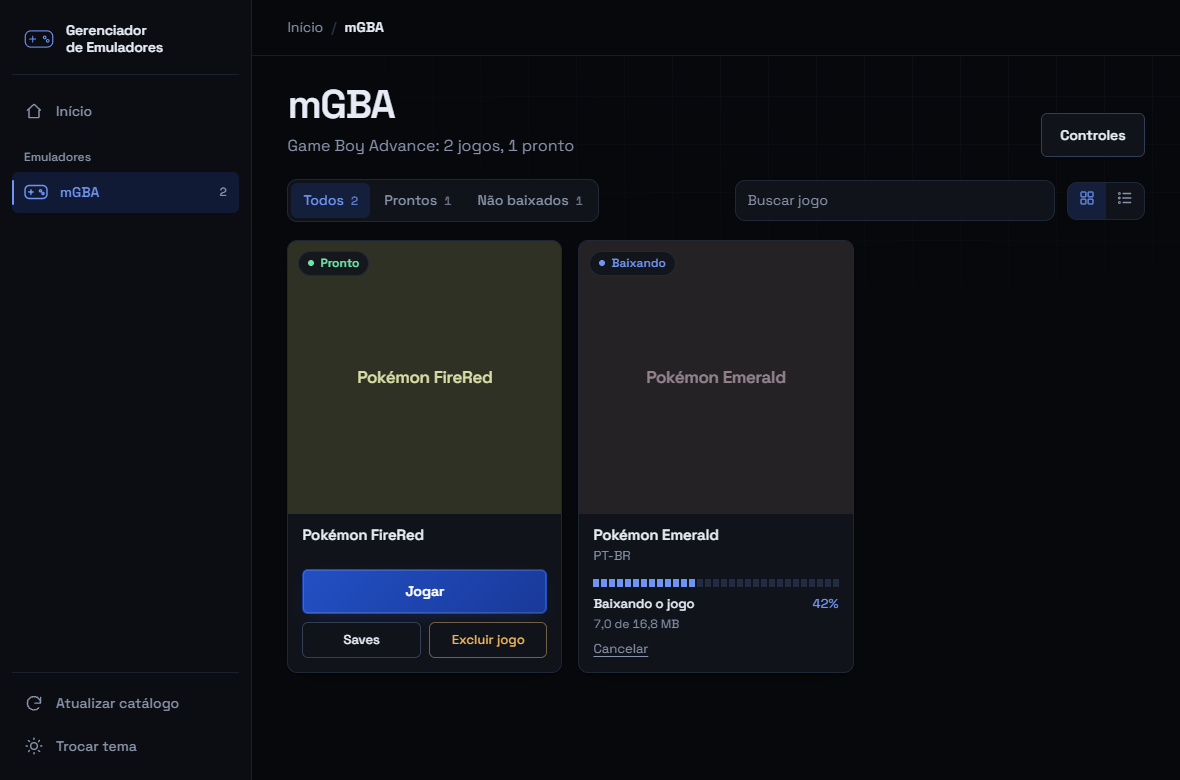 Gerenciador
de Emuladores
Início
Emuladores
mGBA 2
Atualizar catálogo
Trocar tema
Início / mGBA
mGBA
Game Boy Advance: 2 jogos, 1 pronto
Controles
Todos 2 Prontos 1 Não baixados 1
Buscar jogo
Pronto
Pokémon FireRed
Pokémon FireRed
Jogar
Saves Excluir jogo
Baixando
Pokémon Emerald
Pokémon Emerald
PT-BR
Baixando o jogo 42%
7,0 de 16,8 MB
Cancelar